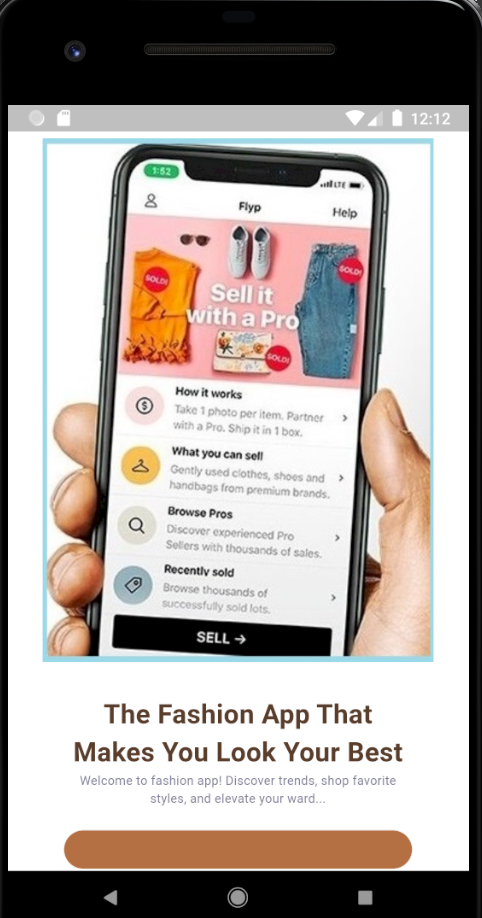 12:12
1:52
LTE
Flyp
Help
SOLD!
SOLD!
Sell it
with a Pro
SOLD!
How it works
Take 1 photo per item. Partner
with a Pro. Ship it in 1 box.
What you can sell
Gently used clothes, shoes and
handbags from premium brands.
Browse Pros
Discover experienced Pro
Sellers with thousands of sales.
Recently sold
Browse thousands of
successfully sold lots.
SELL →
The Fashion App That
Makes You Look Your Best
Welcome to fashion app! Discover trends, shop favorite
styles, and elevate your ward...